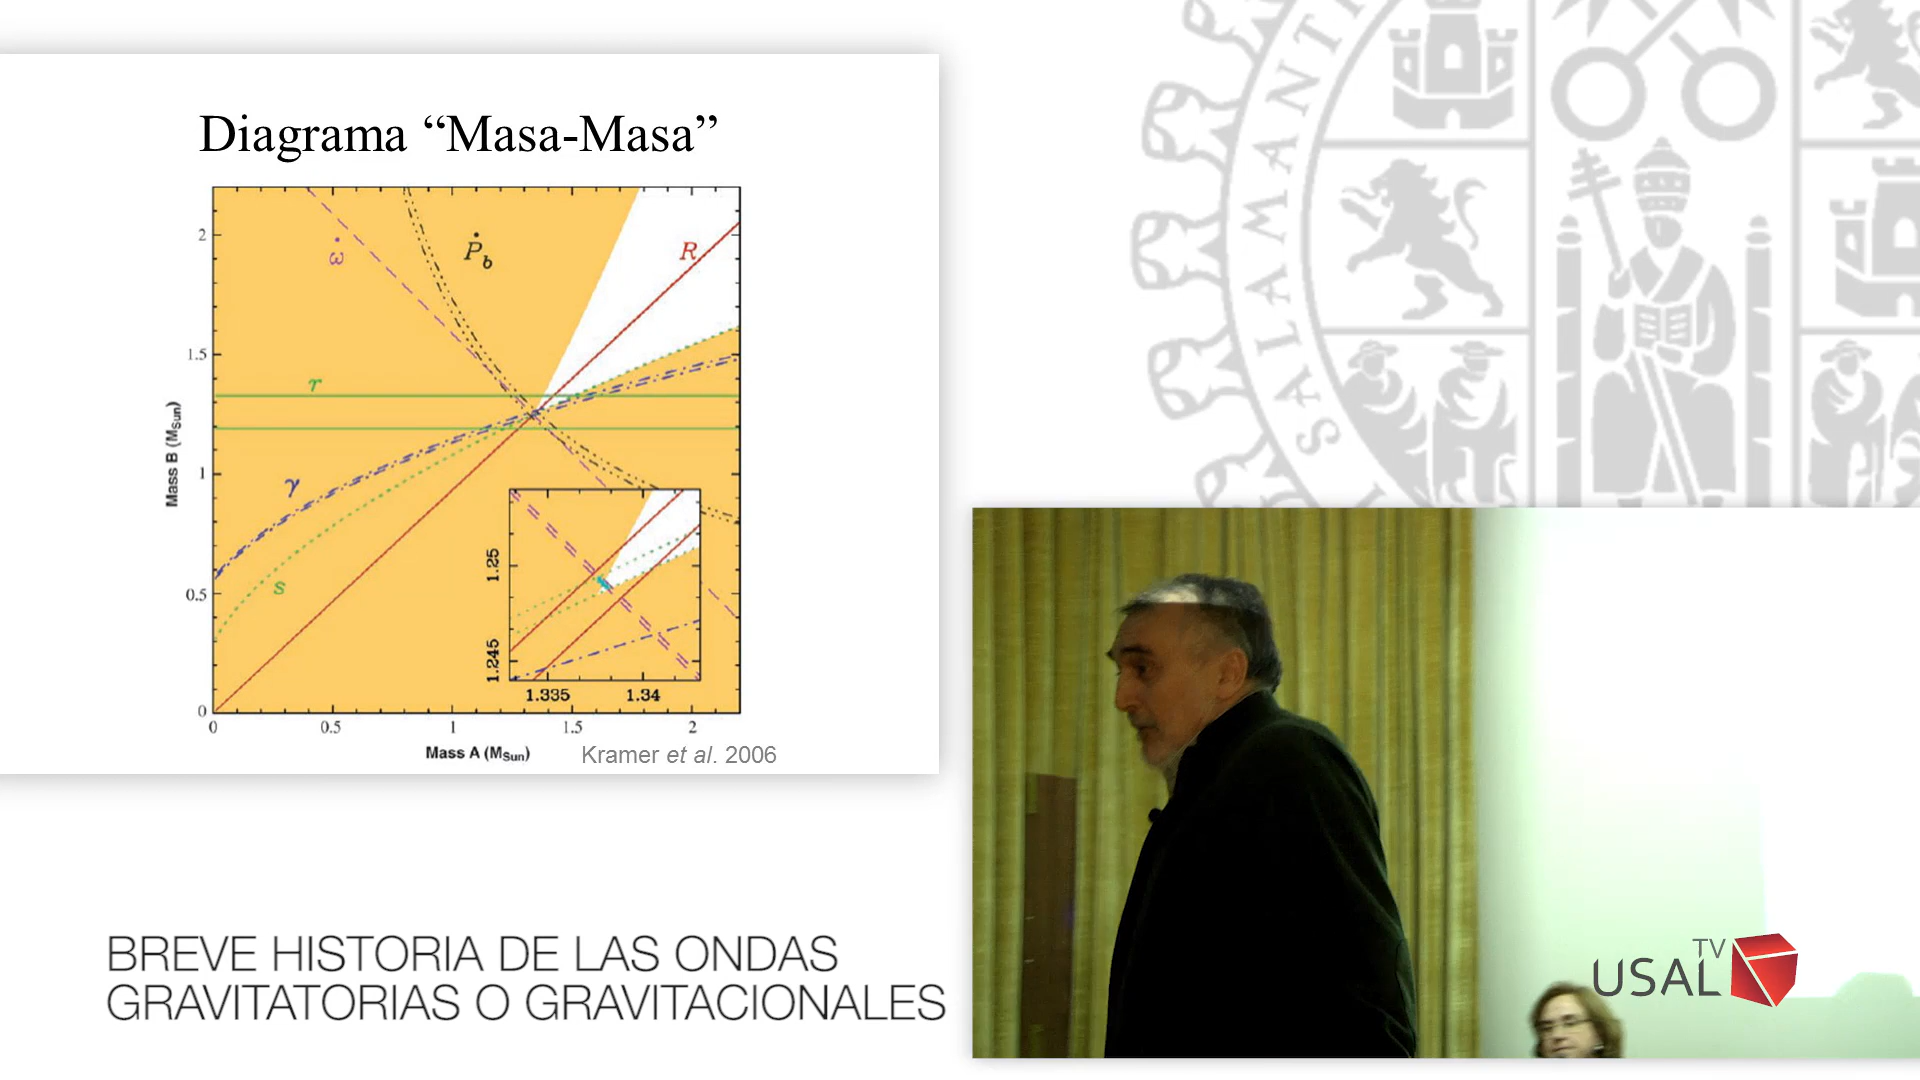 Diagrama “Masa-Masa”
ω̇
Ṗb
R
r
γ
s
2
1.5
1
0.5
0
Mass B (MSun)
1.25
1.245
1.335 1.34
0 0.5 1 1.5 2
Mass A (MSun)
Kramer et al. 2006
SALAMANTI
BREVE HISTORIA DE LAS ONDAS
GRAVITATORIAS O GRAVITACIONALES
TV
USAL